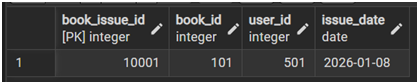 book_issue_id book_id user_id issue_date
[PK] integer integer integer date
1 10001 101 501 2026-01-08